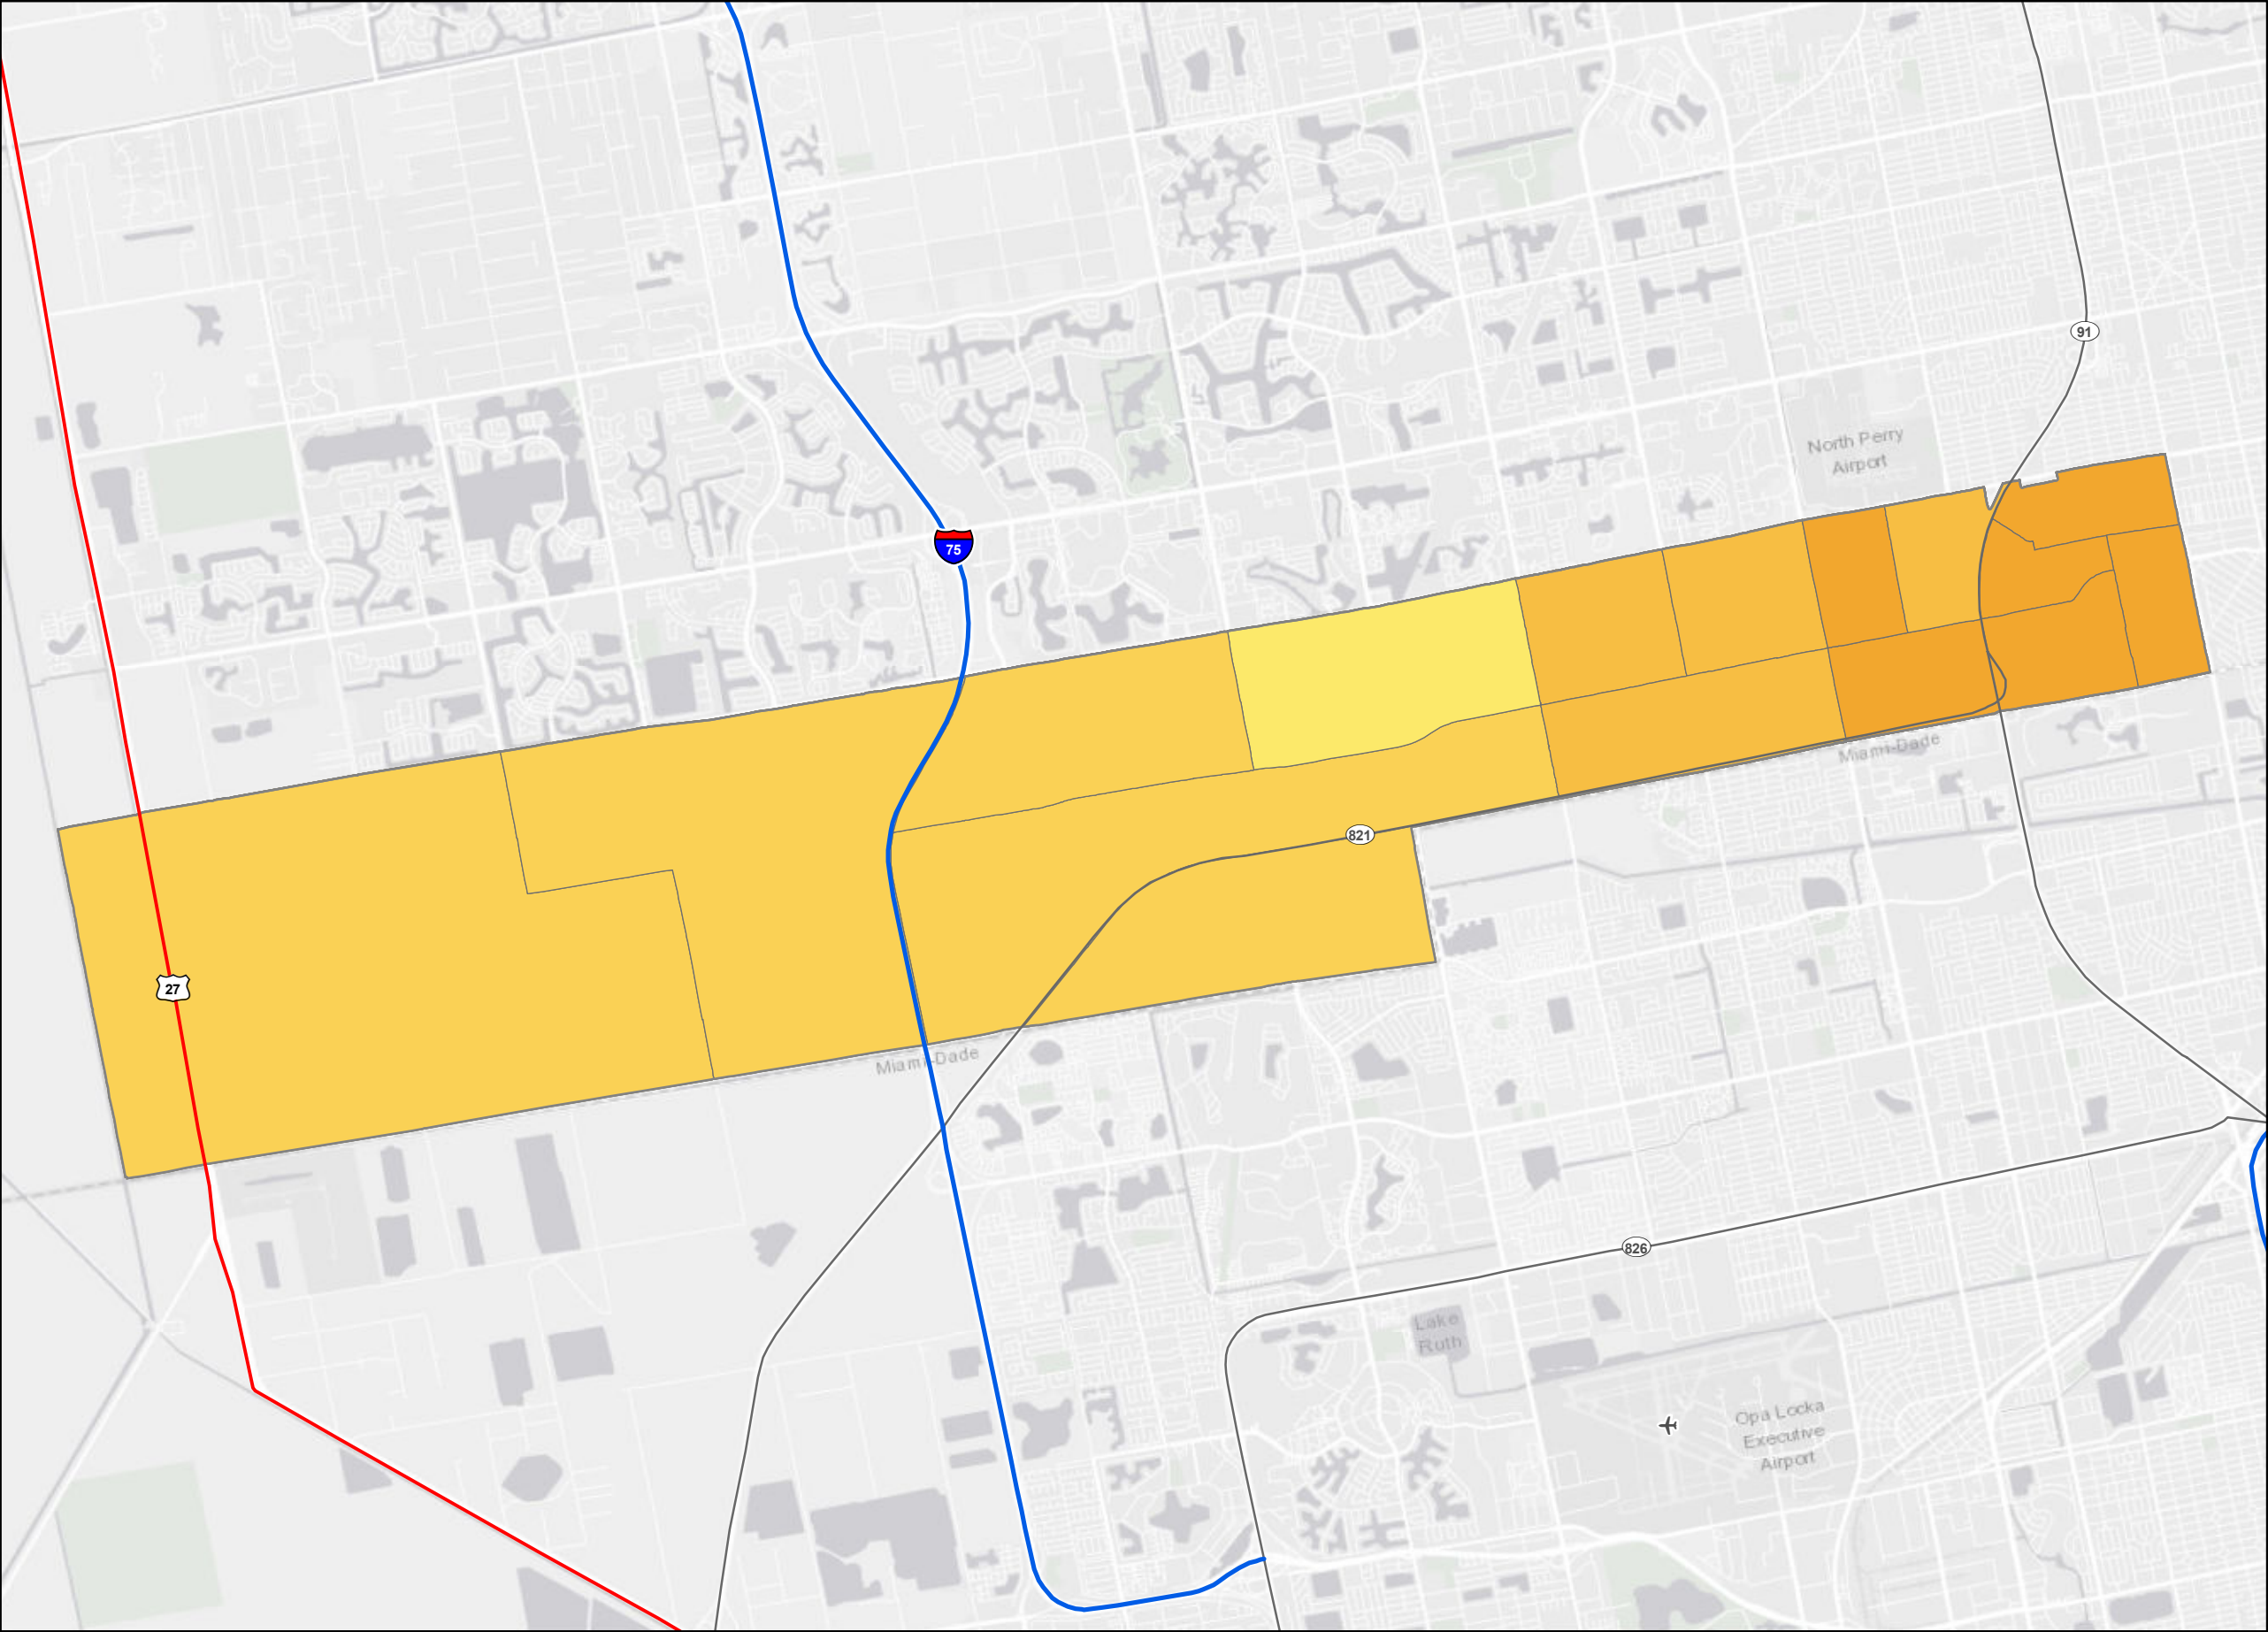 91
North Perry
Airport
75
Miami-Dade
821
27
Miami-Dade
826
Lake
Ruth
Opa Locka
Executive
Airport